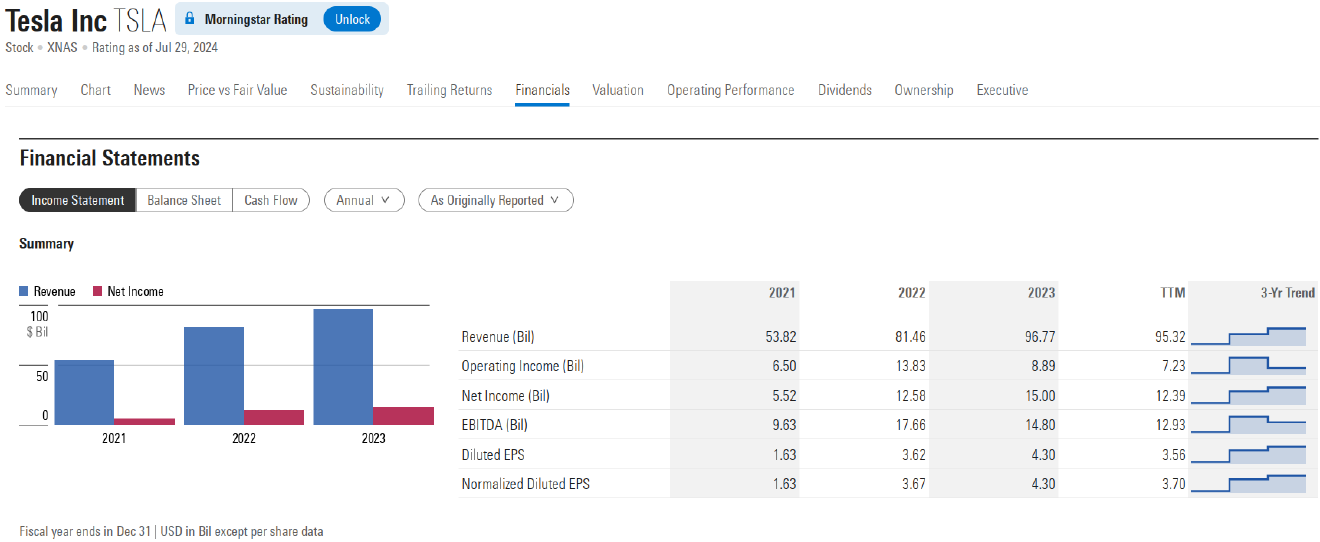 Tesla Inc TSLA Morningstar Rating Unlock
Stock • XNAS • Rating as of Jul 29, 2024
Summary Chart News Price vs Fair Value Sustainability Trailing Returns Financials Valuation Operating Performance Dividends Ownership Executive
Financial Statements
Income Statement Balance Sheet Cash Flow Annual As Originally Reported
Summary
Revenue Net Income
100
$ Bil
50
0
2021 2022 2023
2021 2022 2023 TTM 3-Yr Trend
Revenue (Bil) 53.82 81.46 96.77 95.32
Operating Income (Bil) 6.50 13.83 8.89 7.23
Net Income (Bil) 5.52 12.58 15.00 12.39
EBITDA (Bil) 9.63 17.66 14.80 12.93
Diluted EPS 1.63 3.62 4.30 3.56
Normalized Diluted EPS 1.63 3.67 4.30 3.70
Fiscal year ends in Dec 31 | USD in Bil except per share data